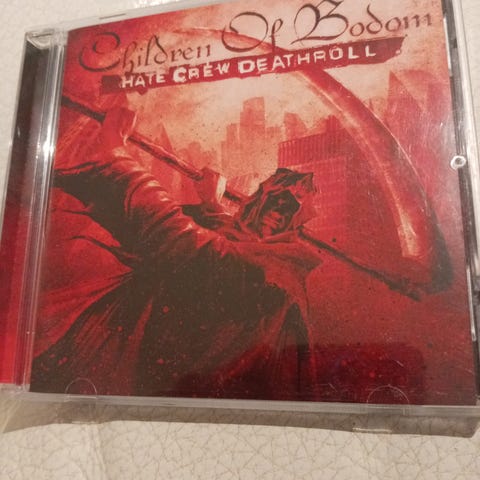 Children Of Bodom
HATE CREW DEATHROLL